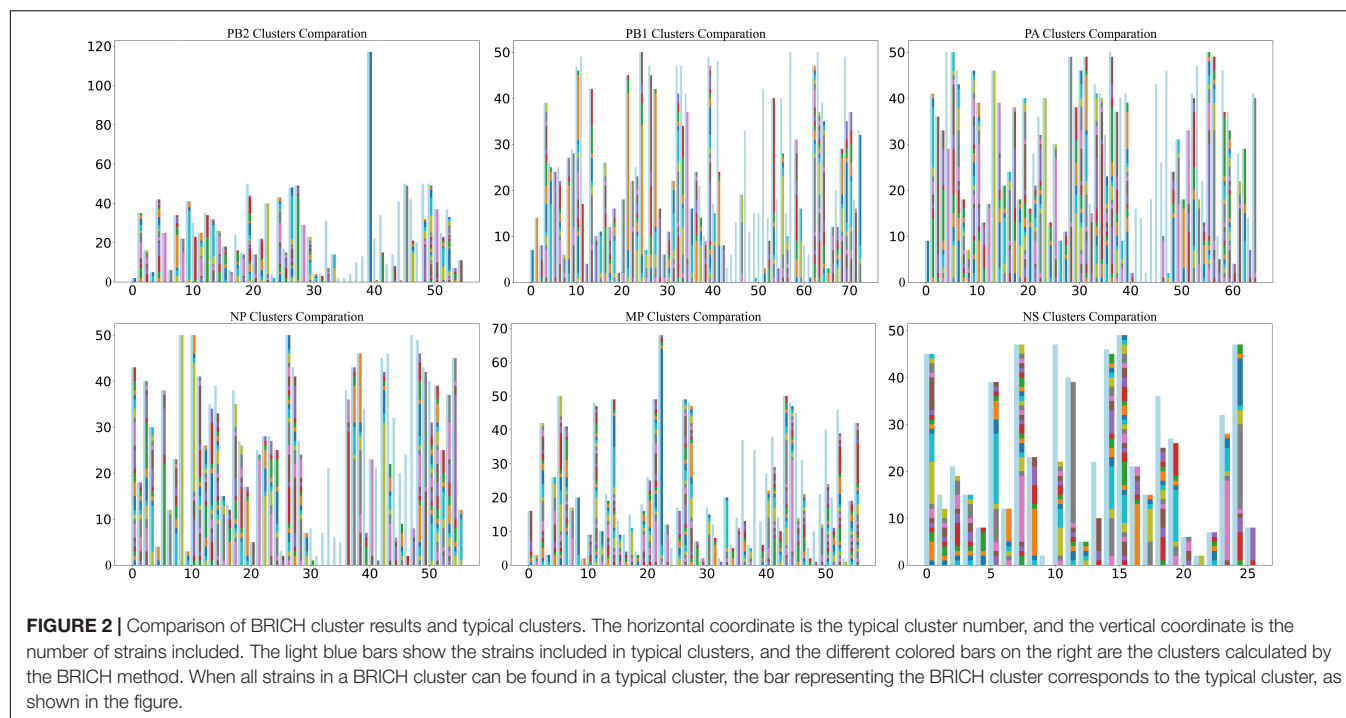 PB2 Clusters Comparation
120
100
80
60
40
20
0
0 10 20 30 40 50
PB1 Clusters Comparation
50
40
30
20
10
0
0 10 20 30 40 50 60 70
PA Clusters Comparation
50
40
30
20
10
0
0 10 20 30 40 50 60
NP Clusters Comparation
50
40
30
20
10
0
0 10 20 30 40 50
MP Clusters Comparation
70
60
50
40
30
20
10
0
0 10 20 30 40 50
NS Clusters Comparation
50
40
30
20
10
0
0 5 10 15 20 25
FIGURE 2 | Comparison of BRICH cluster results and typical clusters. The horizontal coordinate is the typical cluster number, and the vertical coordinate is the
number of strains included. The light blue bars show the strains included in typical clusters, and the different colored bars on the right are the clusters calculated by
the BRICH method. When all strains in a BRICH cluster can be found in a typical cluster, the bar representing the BRICH cluster corresponds to the typical cluster, as
shown in the figure.